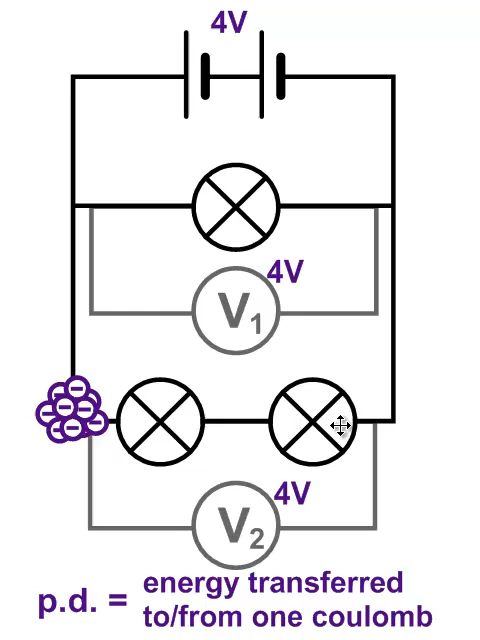 4V
4V
V1
4V
V2
p.d. = energy transferred
to/from one coulomb